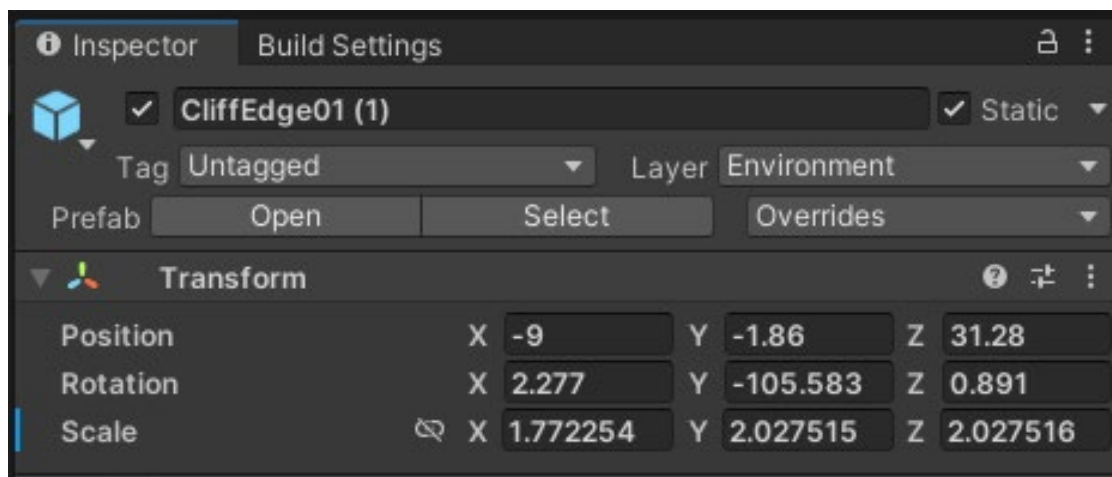 Inspector Build Settings
CliffEdge01 (1) Static
Tag Untagged Layer Environment
Prefab Open Select Overrides
Transform
Position X -9 Y -1.86 Z 31.28
Rotation X 2.277 Y -105.583 Z 0.891
Scale X 1.772254 Y 2.027515 Z 2.027516